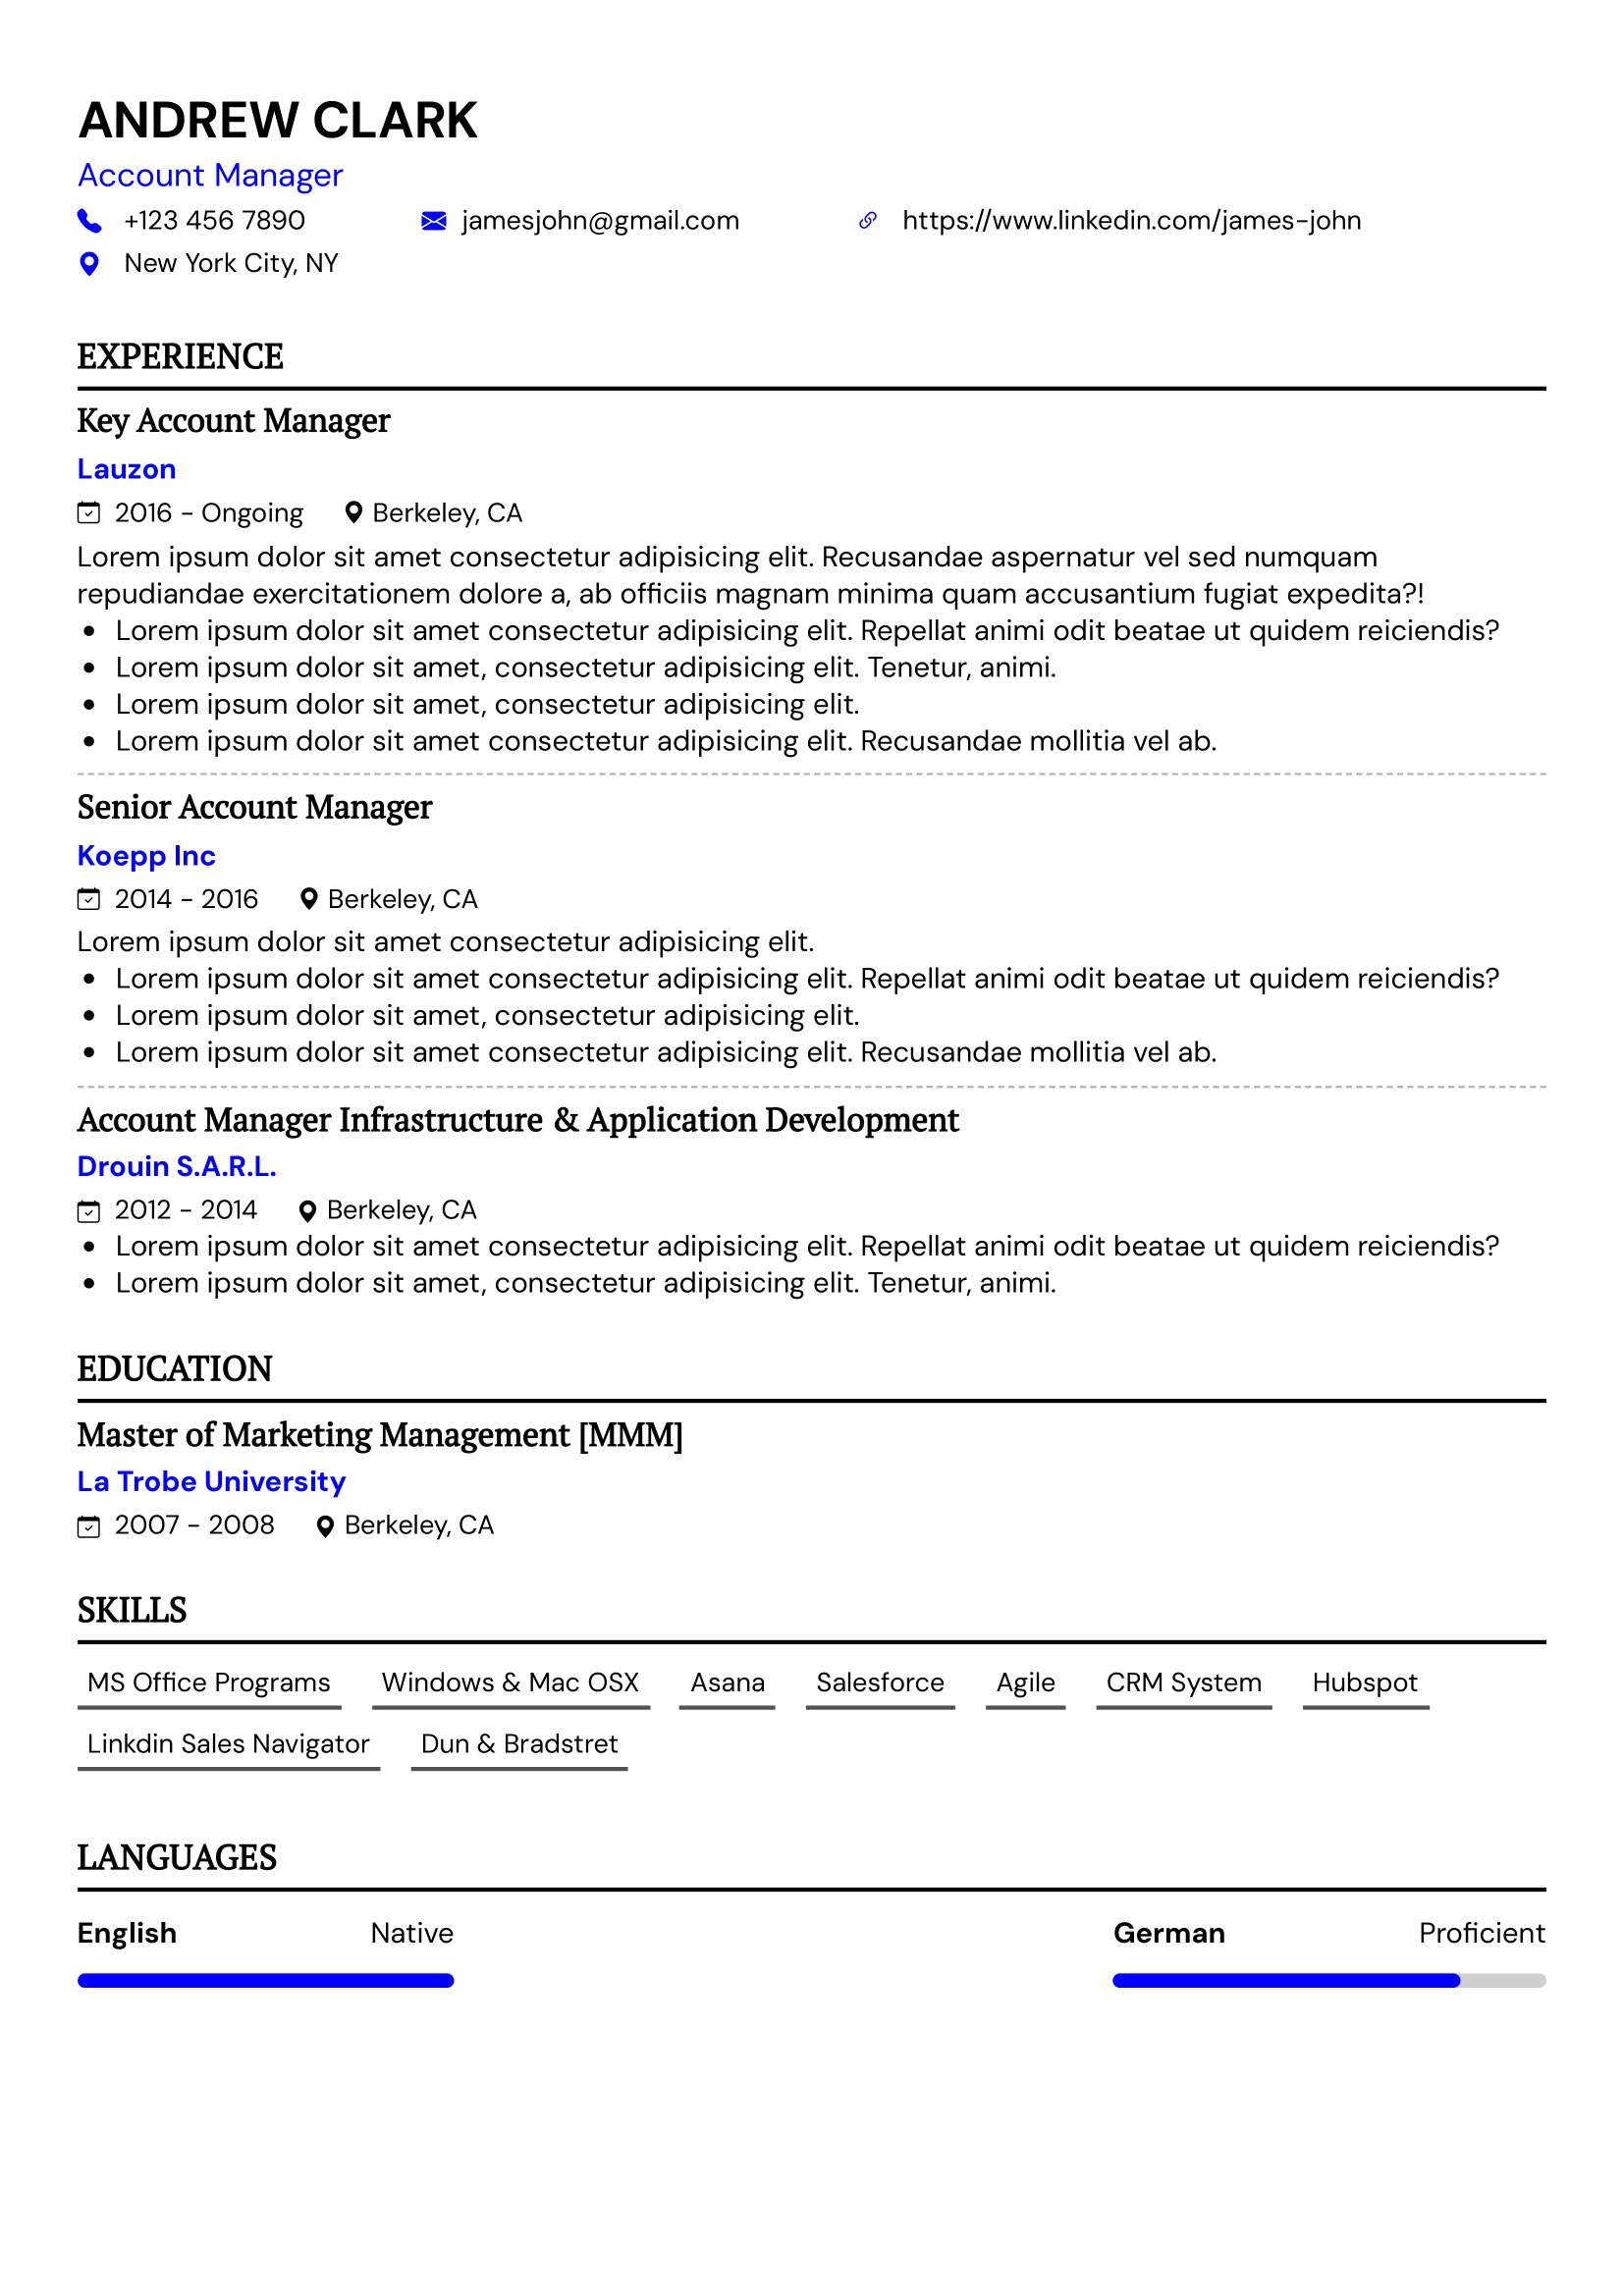 ANDREW CLARK
Account Manager
+123 456 7890 jamesjohn@gmail.com https://www.linkedin.com/james-john
New York City, NY
EXPERIENCE
Key Account Manager
Lauzon
2016 - Ongoing Berkeley, CA
Lorem ipsum dolor sit amet consectetur adipisicing elit. Recusandae aspernatur vel sed numquam
repudiandae exercitationem dolore a, ab officiis magnam minima quam accusantium fugiat expedita?!
• Lorem ipsum dolor sit amet consectetur adipisicing elit. Repellat animi odit beatae ut quidem reiciendis?
• Lorem ipsum dolor sit amet, consectetur adipisicing elit. Tenetur, animi.
• Lorem ipsum dolor sit amet, consectetur adipisicing elit.
• Lorem ipsum dolor sit amet consectetur adipisicing elit. Recusandae mollitia vel ab.
Senior Account Manager
Koepp Inc
2014 - 2016 Berkeley, CA
Lorem ipsum dolor sit amet consectetur adipisicing elit.
• Lorem ipsum dolor sit amet consectetur adipisicing elit. Repellat animi odit beatae ut quidem reiciendis?
• Lorem ipsum dolor sit amet, consectetur adipisicing elit.
• Lorem ipsum dolor sit amet consectetur adipisicing elit. Recusandae mollitia vel ab.
Account Manager Infrastructure & Application Development
Drouin S.A.R.L.
2012 - 2014 Berkeley, CA
• Lorem ipsum dolor sit amet consectetur adipisicing elit. Repellat animi odit beatae ut quidem reiciendis?
• Lorem ipsum dolor sit amet, consectetur adipisicing elit. Tenetur, animi.
EDUCATION
Master of Marketing Management [MMM]
La Trobe University
2007 - 2008 Berkeley, CA
SKILLS
MS Office Programs Windows & Mac OSX Asana Salesforce Agile CRM System Hubspot
Linkdin Sales Navigator Dun & Bradstret
LANGUAGES
English Native German Proficient